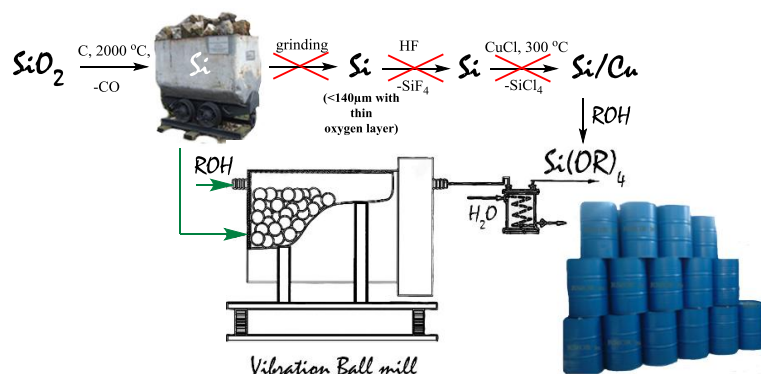 SiO2
C, 2000 °C,
-CO
Si
grinding
Si
(<140µm with
thin
oxygen layer)
HF
-SiF4
Si
CuCl, 300 °C
-SiCl4
Si/Cu
ROH
Si(OR)4
ROH
H2O
Vibration Ball mill